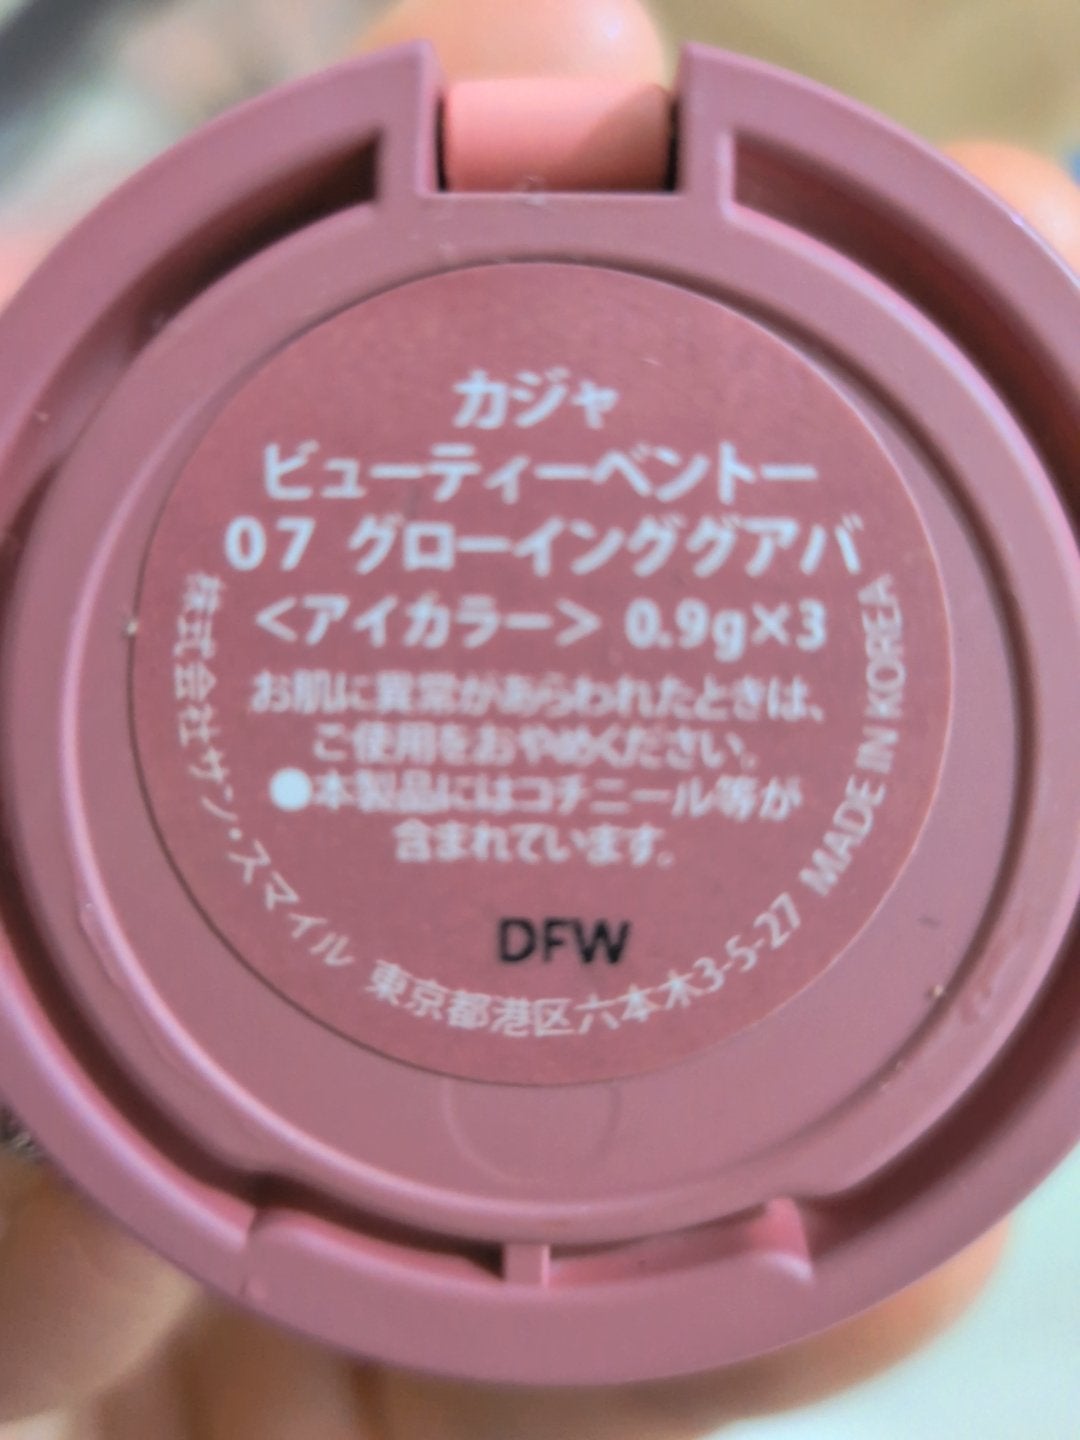 カジャ
ビューティーベントー
07 グローインググアバ
<アイカラー> 0.9g×3
お肌に異常があらわれたときは、
ご使用をおやめください。
●本製品にはコチニール等が
含まれています。
DFW
株式会社サン・スマイル 東京都港区六本木3-5-27 MADE IN KOREA